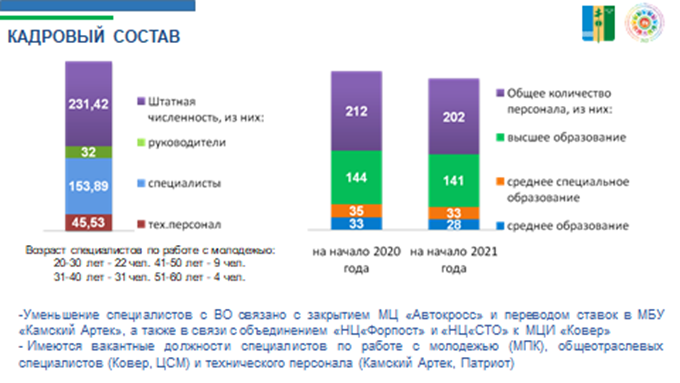 КАДРОВЫЙ СОСТАВ
231,42
32
153,89
45,53
Штатная
численность, из них:
руководители
специалисты
тех.персонал
Возраст специалистов по работе с молодежью:
20-30 лет - 22 чел. 41-50 лет - 9 чел.
31-40 лет - 31 чел. 51-60 лет - 4 чел.
212
144
35
33
на начало 2020
года
202
141
33
28
на начало 2021
года
Общее количество
персонала, из них:
высшее образование
среднее специальное
образование
среднее образование
-Уменьшение специалистов с ВО связано с закрытием МЦ «Автокросс» и переводом ставок в МБУ
«Камский Артек», а также в связи с объединением «НЦ«Форпост» и «НЦ«СТО» к МЦИ «Ковер»
- Имеются вакантные должности специалистов по работе с молодежью (МПК), общеотраслевых
специалистов (Ковер, ЦСМ) и технического персонала (Камский Артек, Патриот)